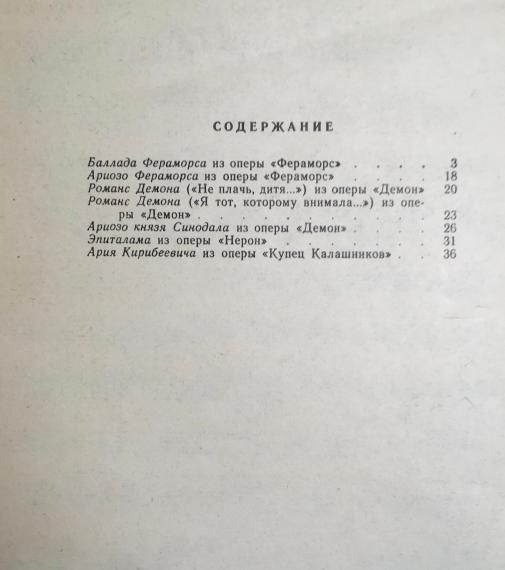 СОДЕРЖАНИЕ
Баллада Фераморса из оперы «Фераморс» . . . . 3
Ариозо Фераморса из оперы «Фераморс» . . . . 18
Романс Демона («Не плачь, дитя...») из оперы «Демон» 20
Романс Демона («Я тот, которому внимала...») из опе-
ры «Демон» . . . . . . . . . . . 23
Ариозо князя Синодала из оперы «Демон» . . . . 26
Эпиталама из оперы «Нерон» . . . . . . . 31
Ария Кирибеевича из оперы «Купец Калашников» . . 36